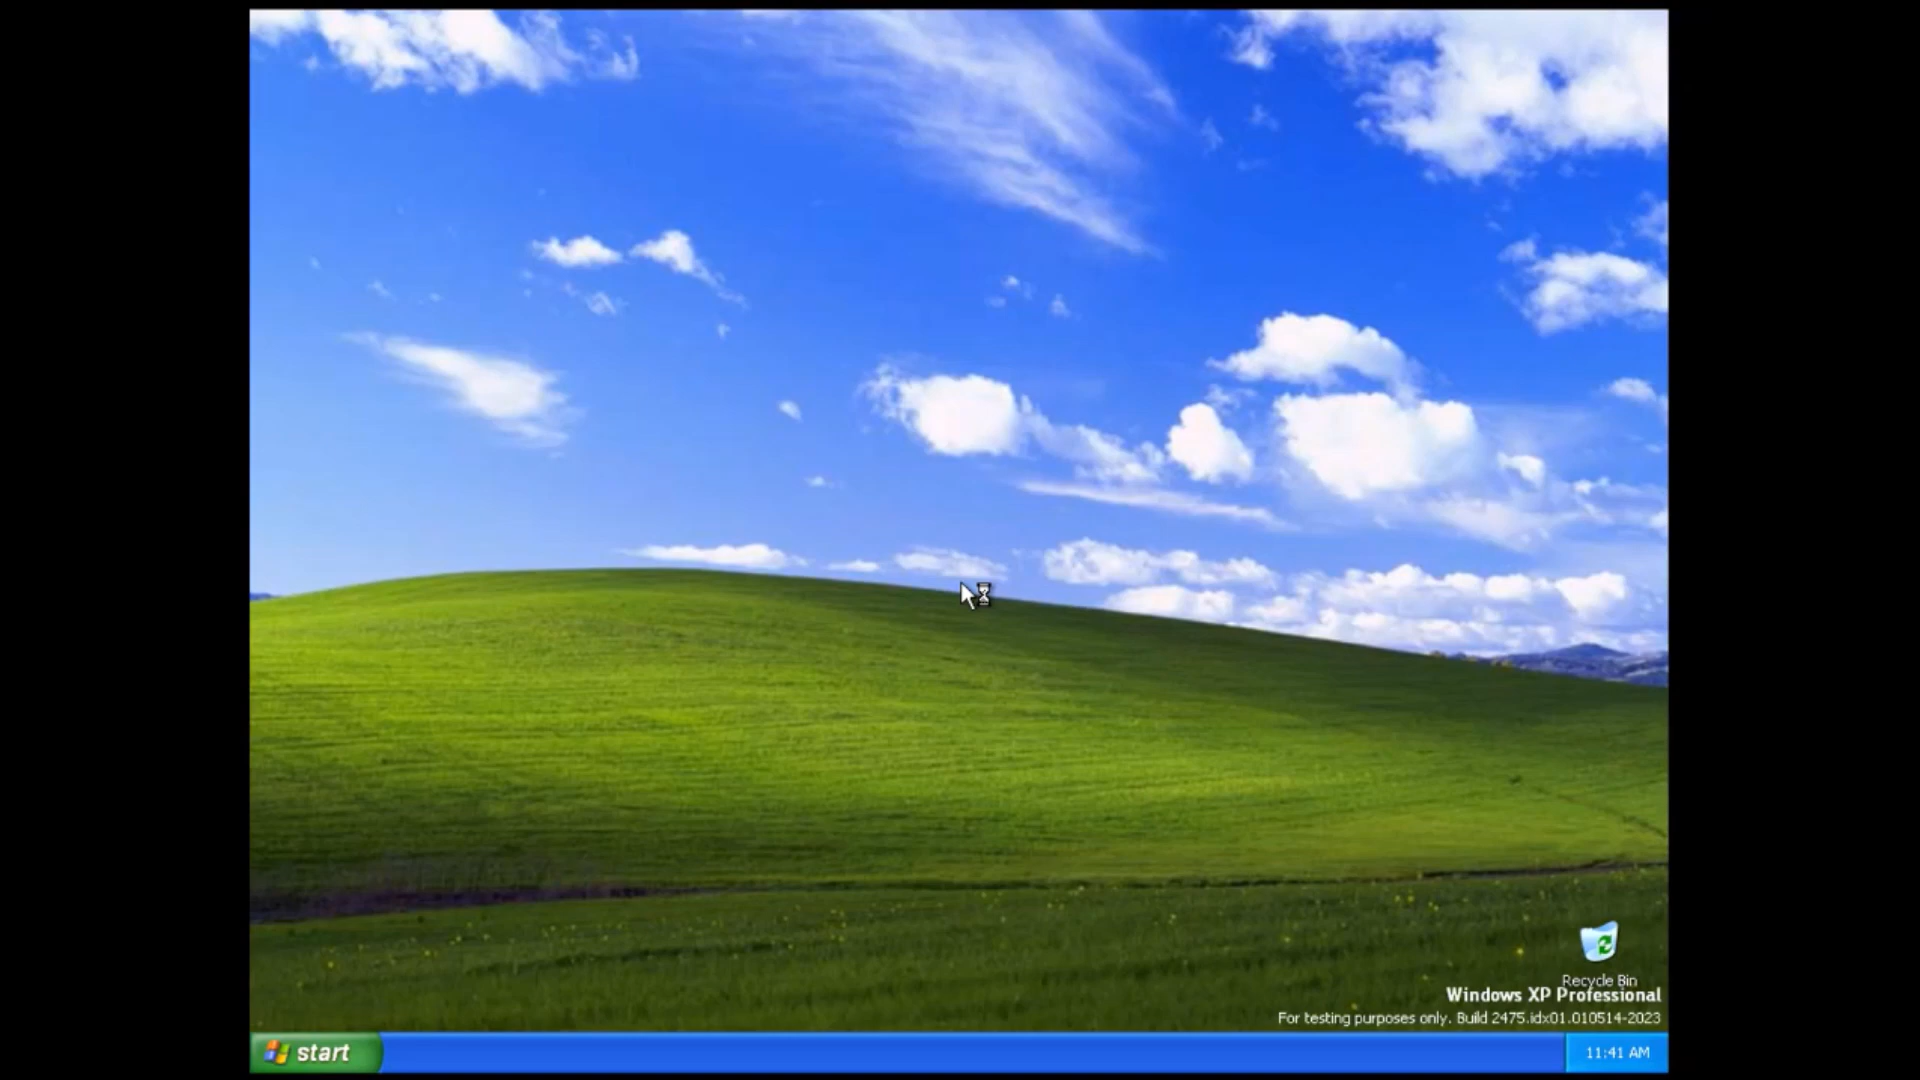 Recycle Bin
Windows XP Professional
For testing purposes only. Build 2475.idx01.010514-2023
start
11:41 AM